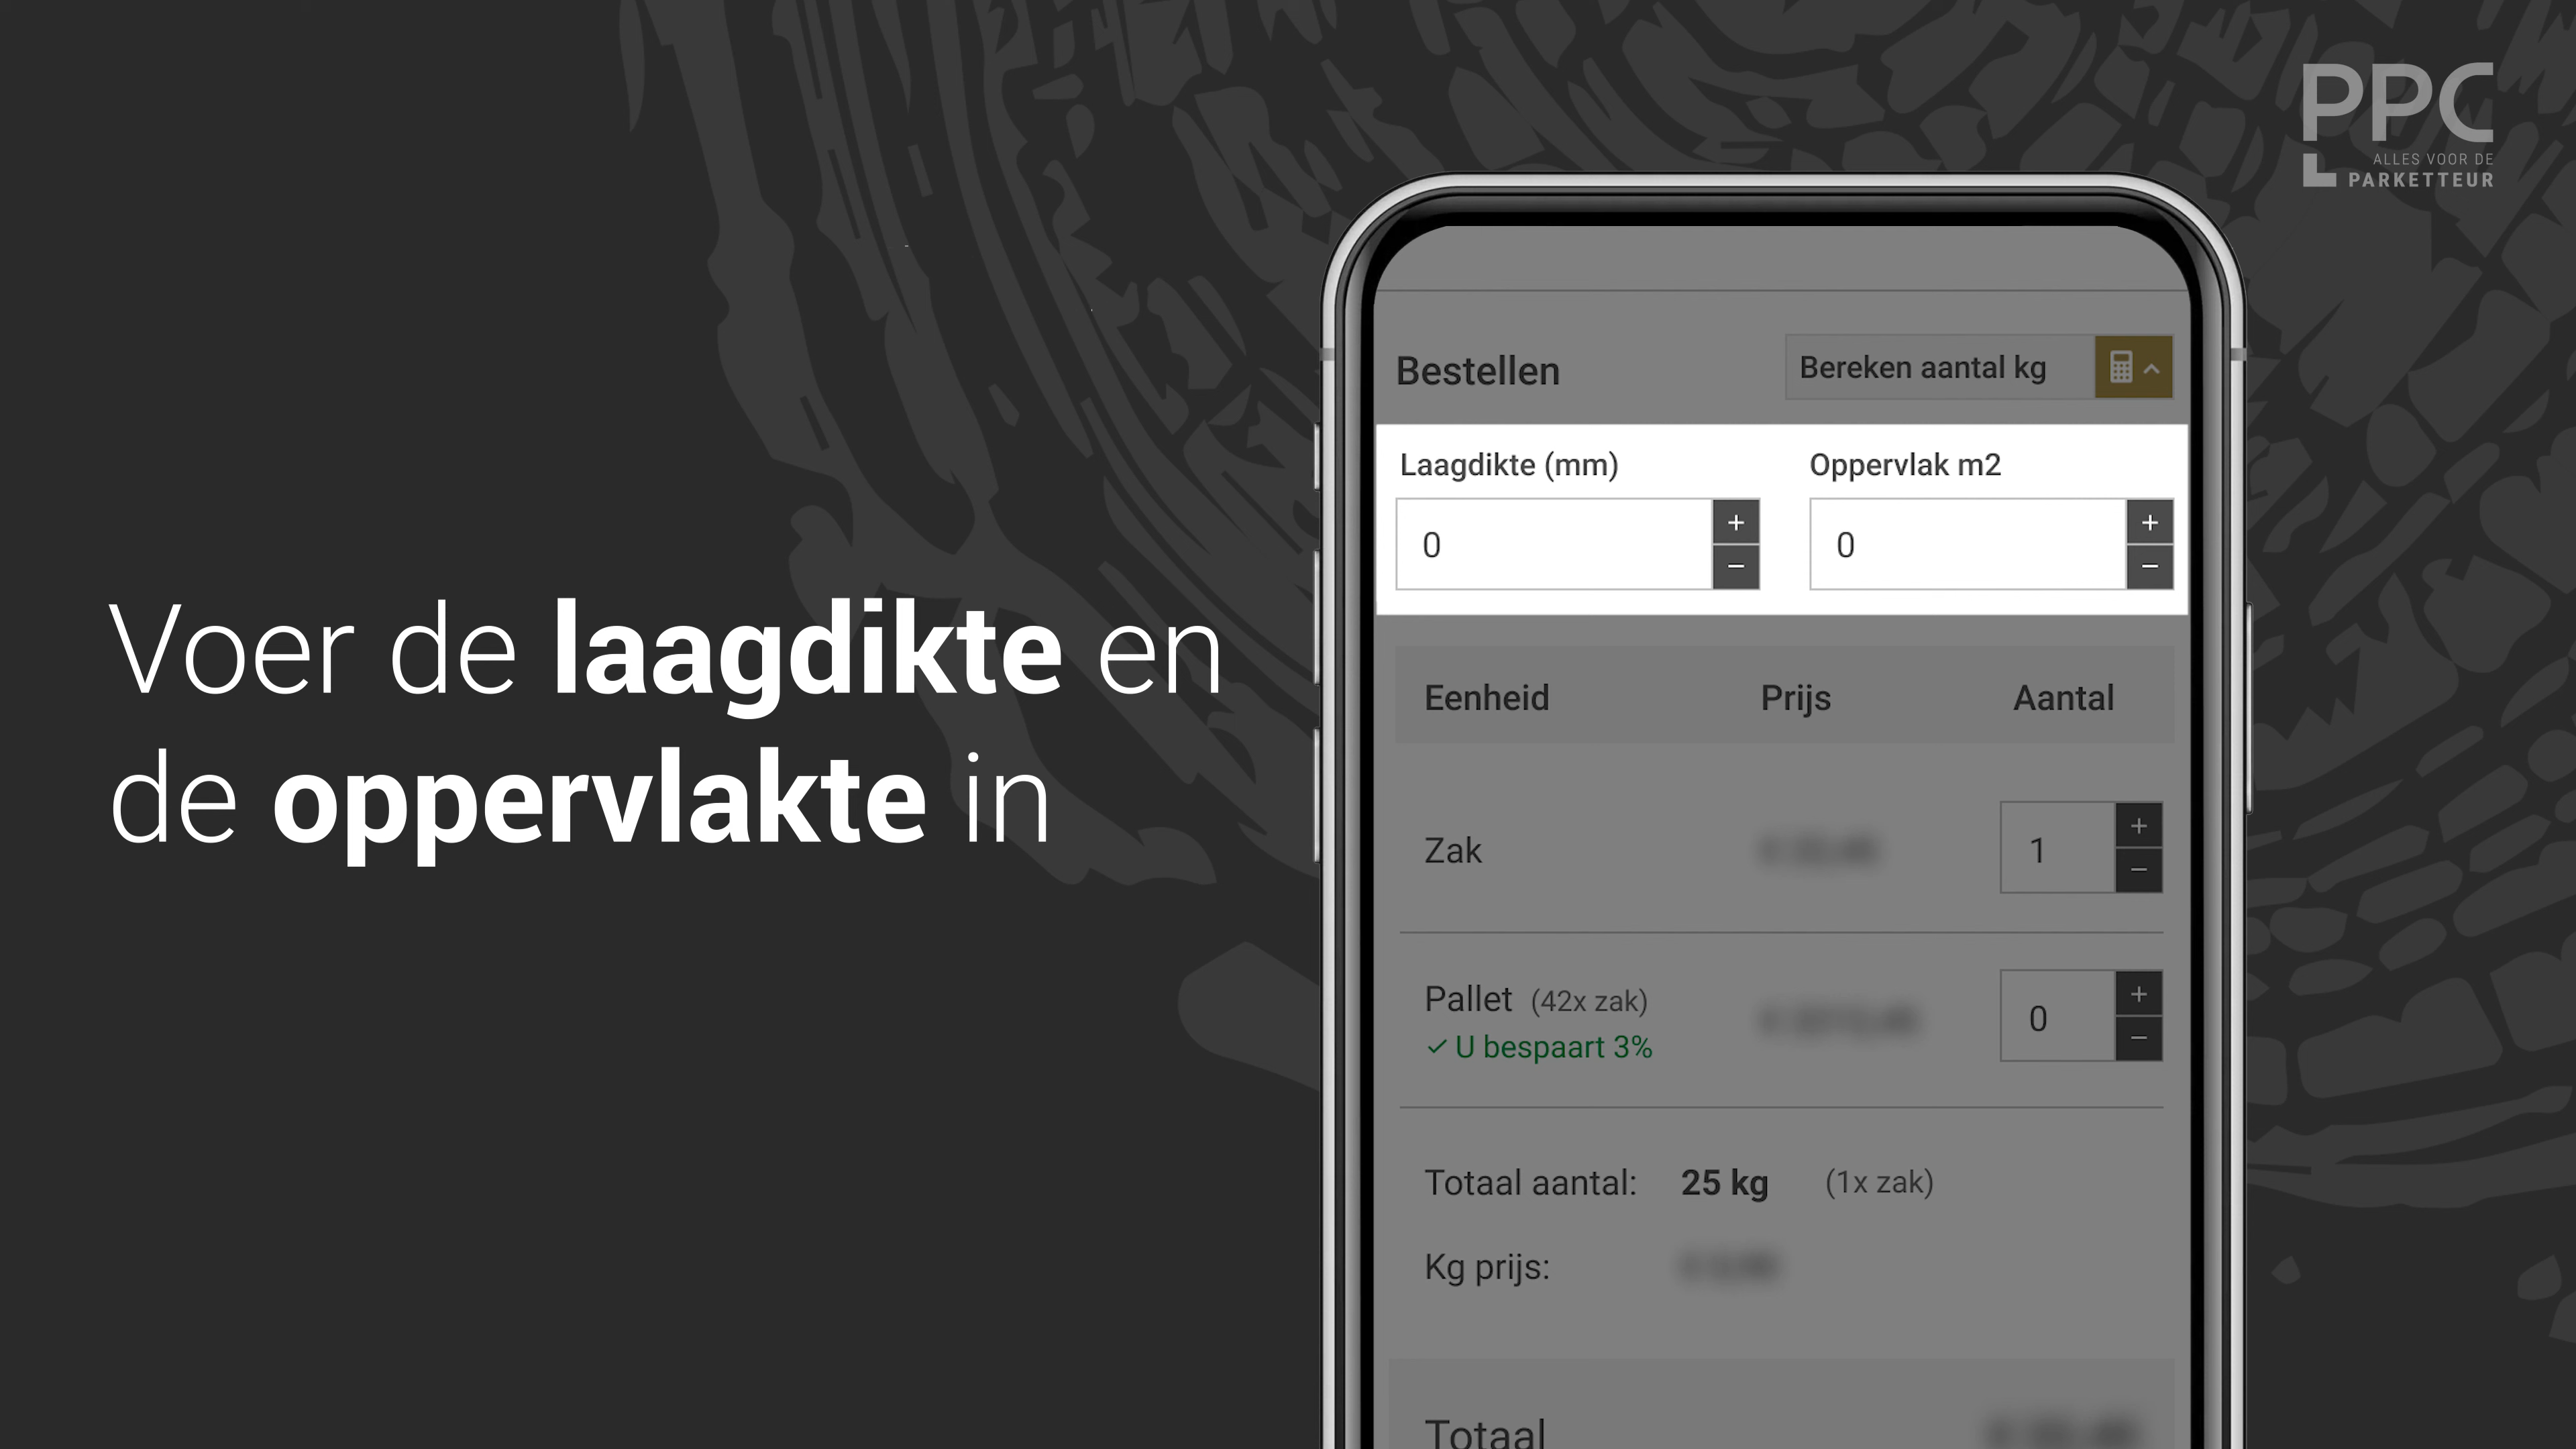 PPC
ALLES VOOR DE
PARKETTEUR
Voer de laagdikte en
de oppervlakte in
Bestellen
Bereken aantal kg
Laagdikte (mm) Oppervlak m2
0 + − 0 + −
Eenheid Prijs Aantal
Zak 1 + −
Pallet (42x zak) 0 + −
✓ U bespaart 3%
Totaal aantal: 25 kg (1x zak)
Kg prijs:
Totaal